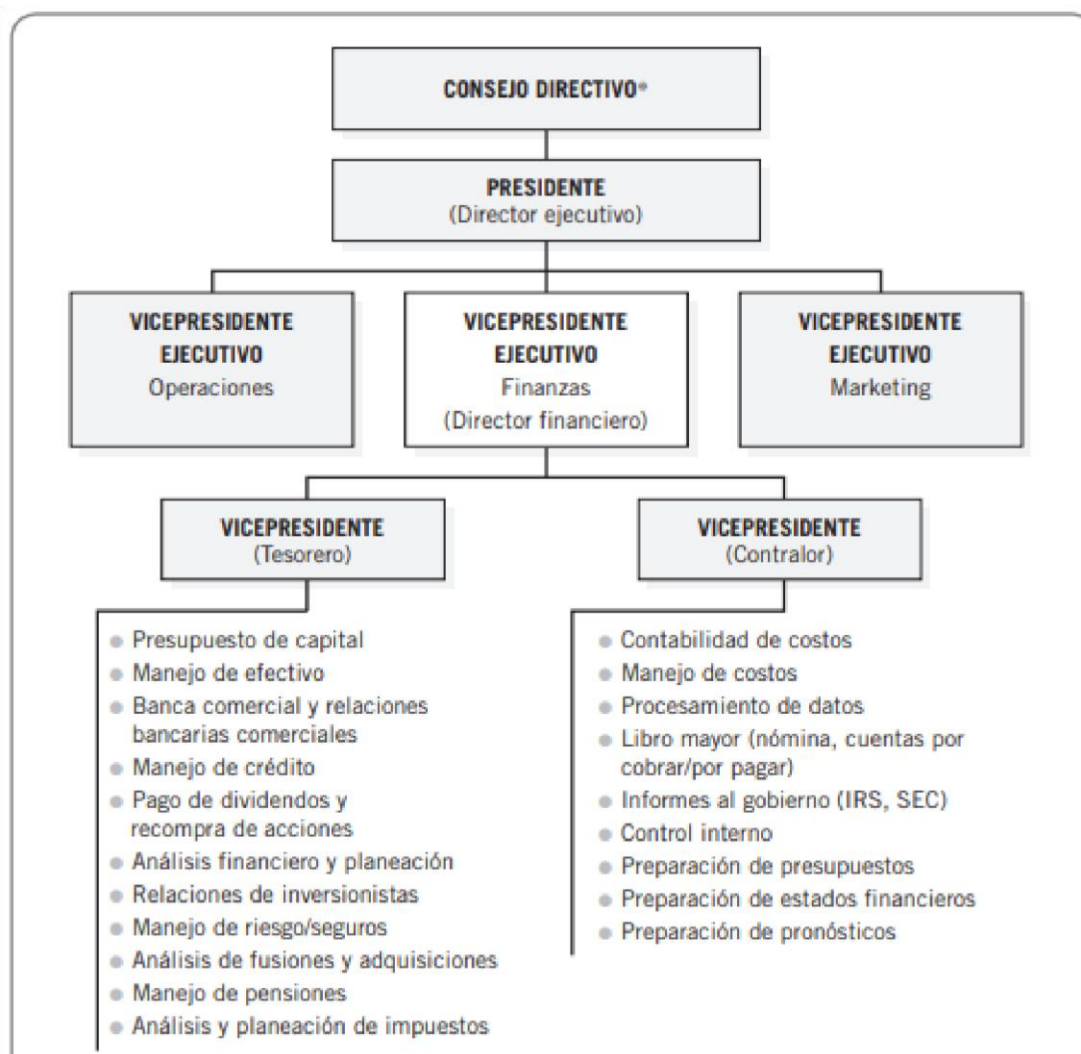 CONSEJO DIRECTIVO*
PRESIDENTE
(Director ejecutivo)
VICEPRESIDENTE
EJECUTIVO
Operaciones
VICEPRESIDENTE
EJECUTIVO
Finanzas
(Director financiero)
VICEPRESIDENTE
EJECUTIVO
Marketing
VICEPRESIDENTE
(Tesorero)
● Presupuesto de capital
● Manejo de efectivo
● Banca comercial y relaciones
bancarias comerciales
● Manejo de crédito
● Pago de dividendos y
recompra de acciones
● Análisis financiero y planeación
● Relaciones de inversionistas
● Manejo de riesgo/seguros
● Análisis de fusiones y adquisiciones
● Manejo de pensiones
● Análisis y planeación de impuestos
VICEPRESIDENTE
(Contralor)
● Contabilidad de costos
● Manejo de costos
● Procesamiento de datos
● Libro mayor (nómina, cuentas por
cobrar/por pagar)
● Informes al gobierno (IRS, SEC)
● Control interno
● Preparación de presupuestos
● Preparación de estados financieros
● Preparación de pronósticos